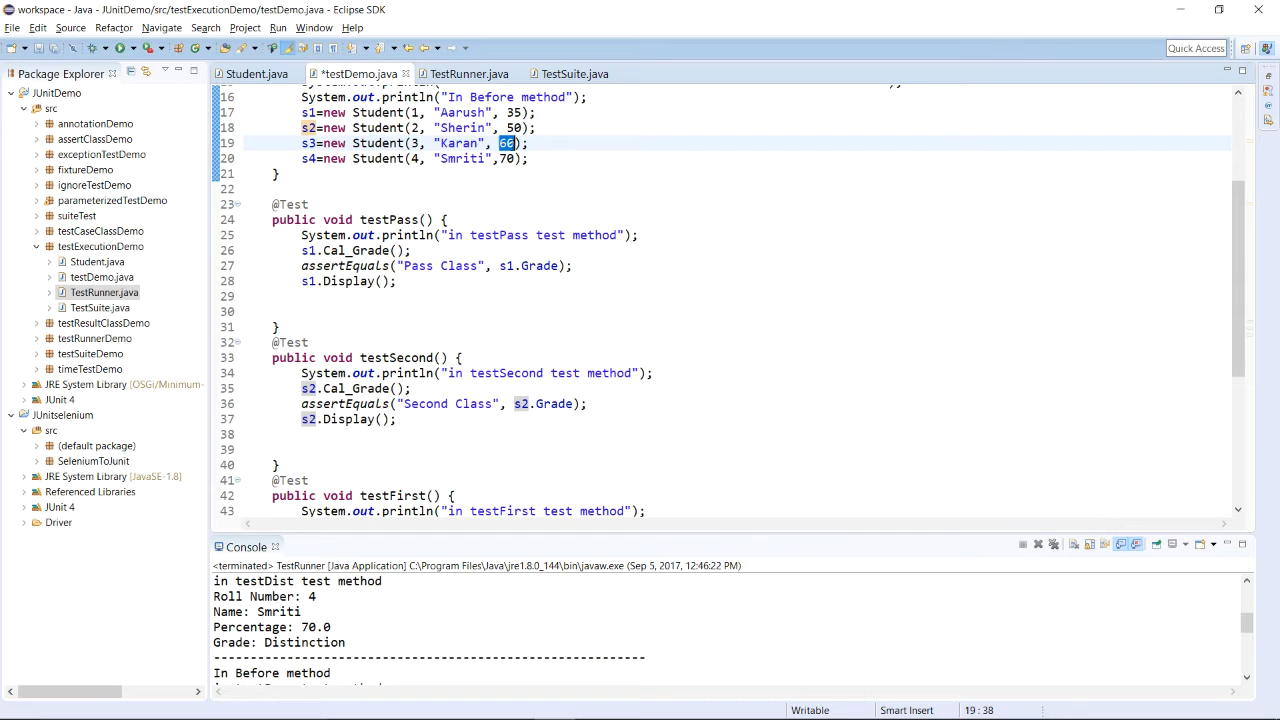 workspace - Java - JUnitDemo/src/testExecutionDemo/testDemo.java - Eclipse SDK
File Edit Source Refactor Navigate Search Project Run Window Help
Quick Access
Package Explorer
JUnitDemo
src
annotationDemo
assertClassDemo
exceptionTestDemo
fixtureDemo
ignoreTestDemo
parameterizedTestDemo
suiteTest
testCaseClassDemo
testExecutionDemo
Student.java
testDemo.java
TestRunner.java
TestSuite.java
testResultClassDemo
testRunnerDemo
testSuiteDemo
timeTestDemo
JRE System Library [OSGi/Minimum-
JUnit 4
JUnitselenium
src
(default package)
SeleniumToJunit
JRE System Library [JavaSE-1.8]
Referenced Libraries
JUnit 4
Driver
Student.java *testDemo.java TestRunner.java TestSuite.java
16 System.out.println("In Before method");
17 s1=new Student(1, "Aarush", 35);
18 s2=new Student(2, "Sherin", 50);
19 s3=new Student(3, "Karan", 60);
20 s4=new Student(4, "Smriti",70);
21 }
22
23 @Test
24 public void testPass() {
25 System.out.println("in testPass test method");
26 s1.Cal_Grade();
27 assertEquals("Pass Class", s1.Grade);
28 s1.Display();
29
30
31 }
32 @Test
33 public void testSecond() {
34 System.out.println("in testSecond test method");
35 s2.Cal_Grade();
36 assertEquals("Second Class", s2.Grade);
37 s2.Display();
38
39
40 }
41 @Test
42 public void testFirst() {
43 System.out.println("in testFirst test method");
Console
<terminated> TestRunner [Java Application] C:\Program Files\Java\jre1.8.0_144\bin\javaw.exe (Sep 5, 2017, 12:46:22 PM)
in testDist test method
Roll Number: 4
Name: Smriti
Percentage: 70.0
Grade: Distinction
-----------------------------------------------------------
In Before method
Writable Smart Insert 19 : 38